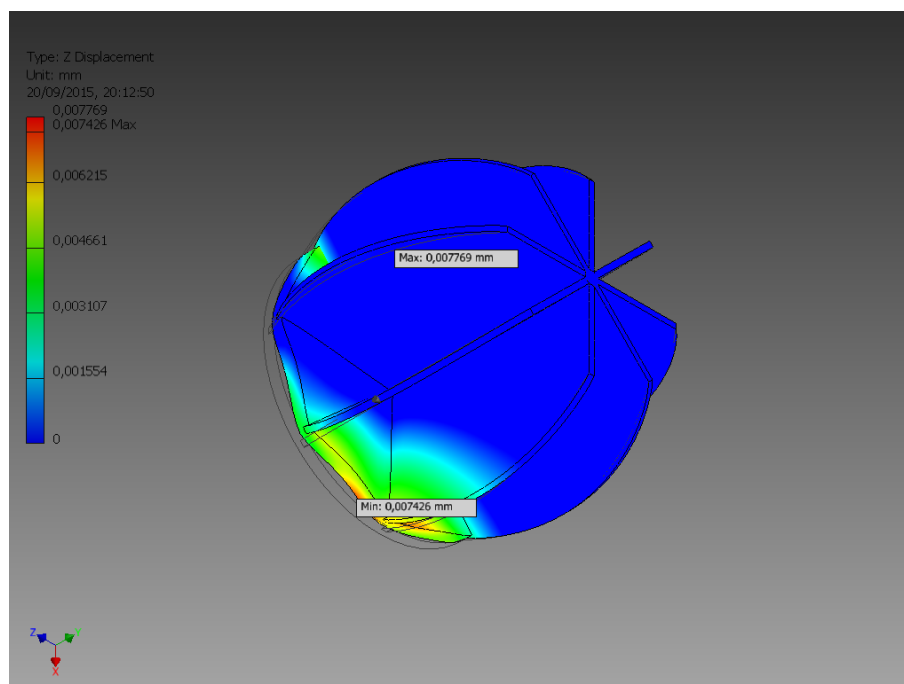 Type: Z Displacement
Unit: mm
20/09/2015, 20:12:50
0,007769
0,007426 Max
0,006215
0,004661
0,003107
0,001554
0
Max: 0,007769 mm
Min: 0,007426 mm
Z
Y
X